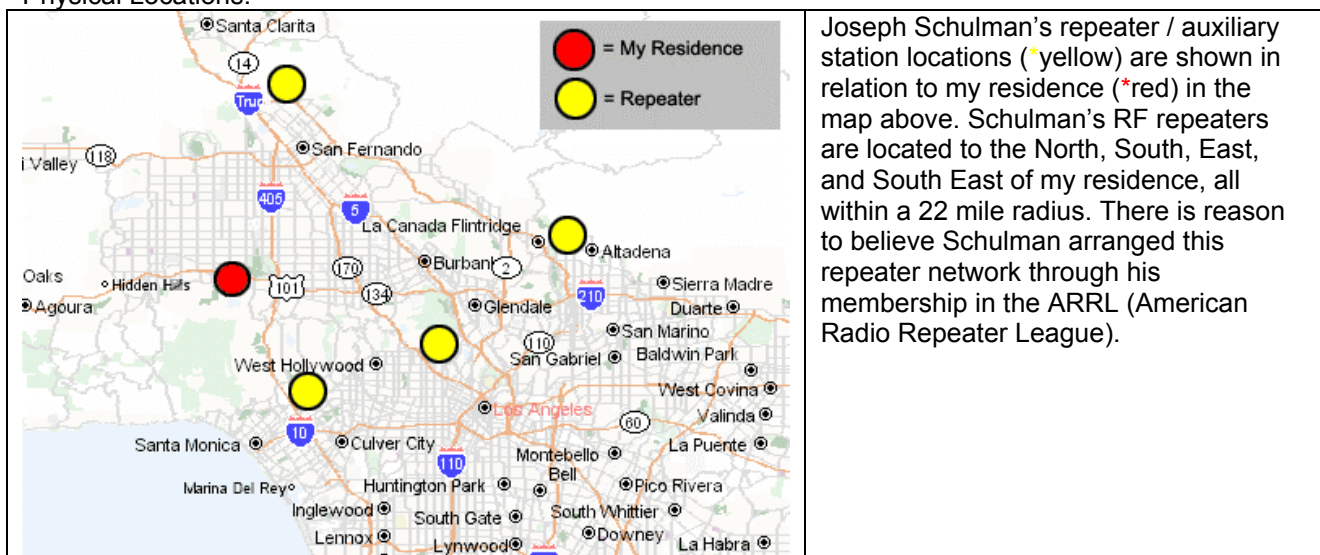 Physical Locations:
Santa Clarita
14
= My Residence
= Repeater
San Fernando
i Valley 118
405
5
La Canada Flintridge
Altadena
Burban
2
170
Oaks
Hidden Hills
101
134
210
Sierra Madre
Agoura
Glendale
Duarte
San Marino
110
San Gabriel
Baldwin Park
West Hollywood
West Covina
Los Angeles
Valinda
60
10
Santa Monica
Culver City
La Puente
110
Montebello
Bell
Marina Del Rey
Huntington Park
Pico Rivera
Inglewood
South Gate
South Whittier
Lennox
Downey
Lynwood
La Habra
Joseph Schulman’s repeater / auxiliary
station locations (*yellow) are shown in
relation to my residence (*red) in the
map above. Schulman’s RF repeaters
are located to the North, South, East,
and South East of my residence, all
within a 22 mile radius. There is reason
to believe Schulman arranged this
repeater network through his
membership in the ARRL (American
Radio Repeater League).